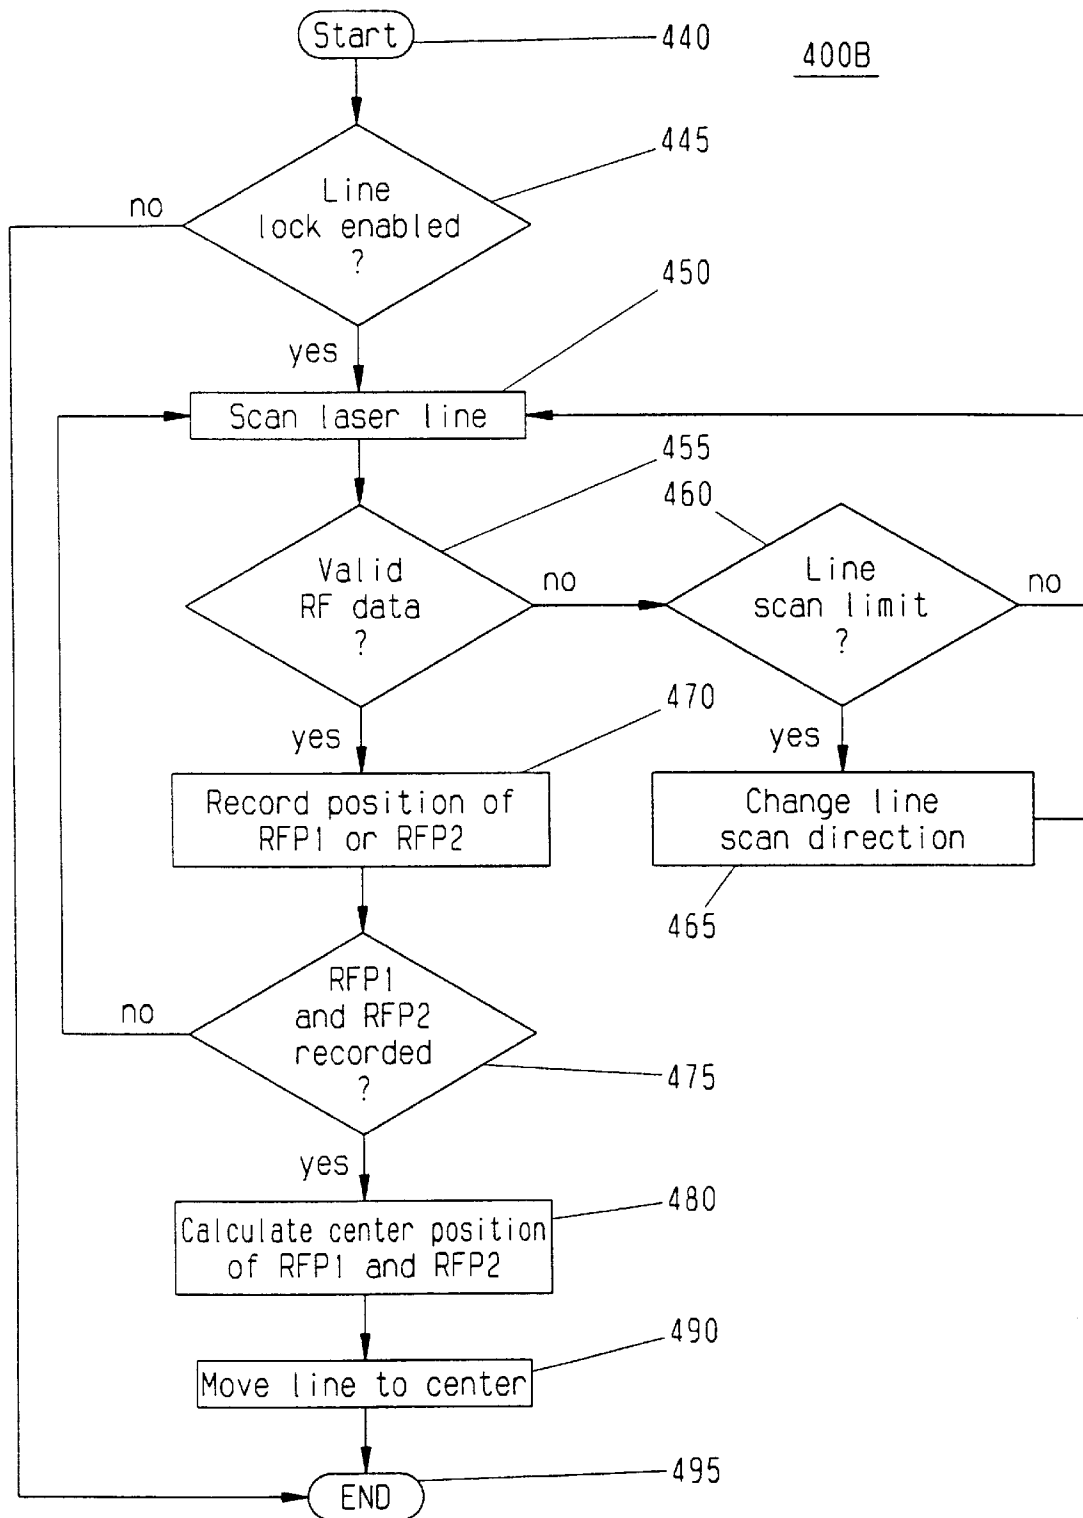 Start
440
400B
445
Line
lock enabled
?
no
450
yes
Scan laser line
455
460
Valid
RF data
?
no
Line
scan limit
?
no
470
yes
yes
Record position of
RFP1 or RFP2
Change line
scan direction
465
RFP1
and RFP2
recorded
?
no
475
yes
480
Calculate center position
of RFP1 and RFP2
490
Move line to center
END
495